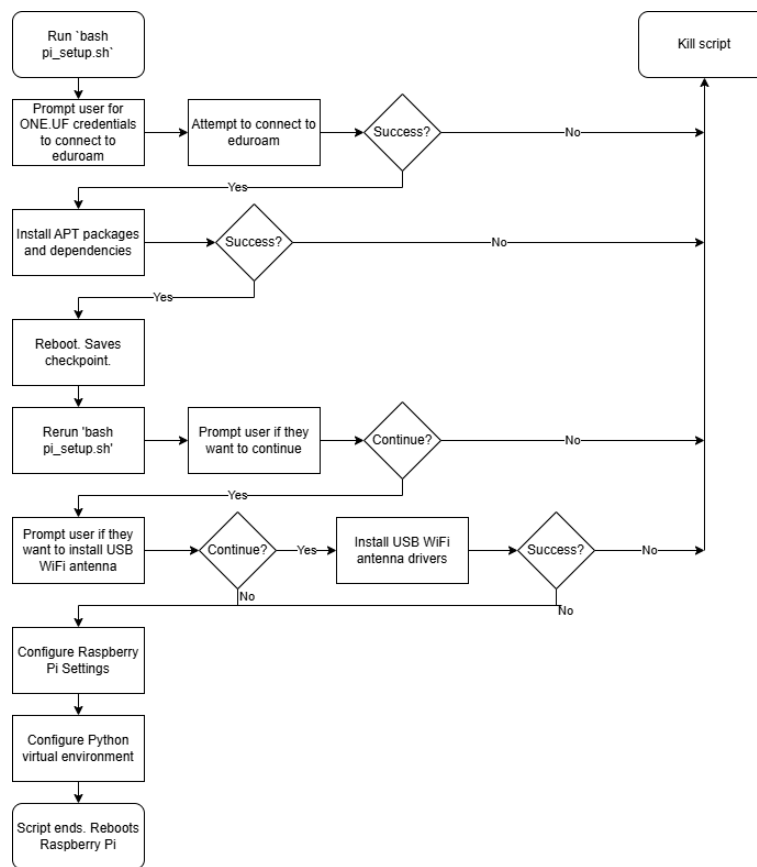 Run `bash
pi_setup.sh`
Kill script
Prompt user for
ONE.UF credentials
to connect to
eduroam
Attempt to connect to
eduroam
Success?
No
Yes
Install APT packages
and dependencies
Success?
No
Yes
Reboot. Saves
checkpoint.
Rerun 'bash
pi_setup.sh'
Prompt user if they
want to continue
Continue?
No
Yes
Prompt user if they
want to install USB
WiFi antenna
Continue?
Yes
Install USB WiFi
antenna drivers
Success?
No
No
No
Configure Raspberry
Pi Settings
Configure Python
virtual environment
Script ends. Reboots
Raspberry Pi